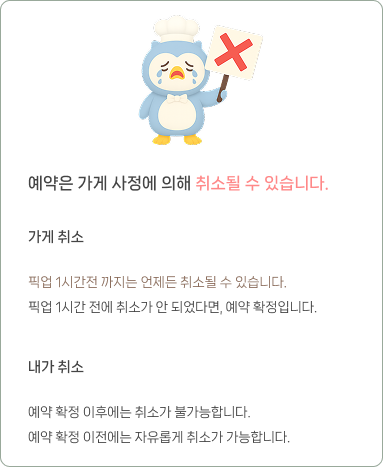 예약은 가게 사정에 의해 취소될 수 있습니다.
가게 취소
픽업 1시간전 까지는 언제든 취소될 수 있습니다.
픽업 1시간 전에 취소가 안 되었다면, 예약 확정입니다.
내가 취소
예약 확정 이후에는 취소가 불가능합니다.
예약 확정 이전에는 자유롭게 취소가 가능합니다.